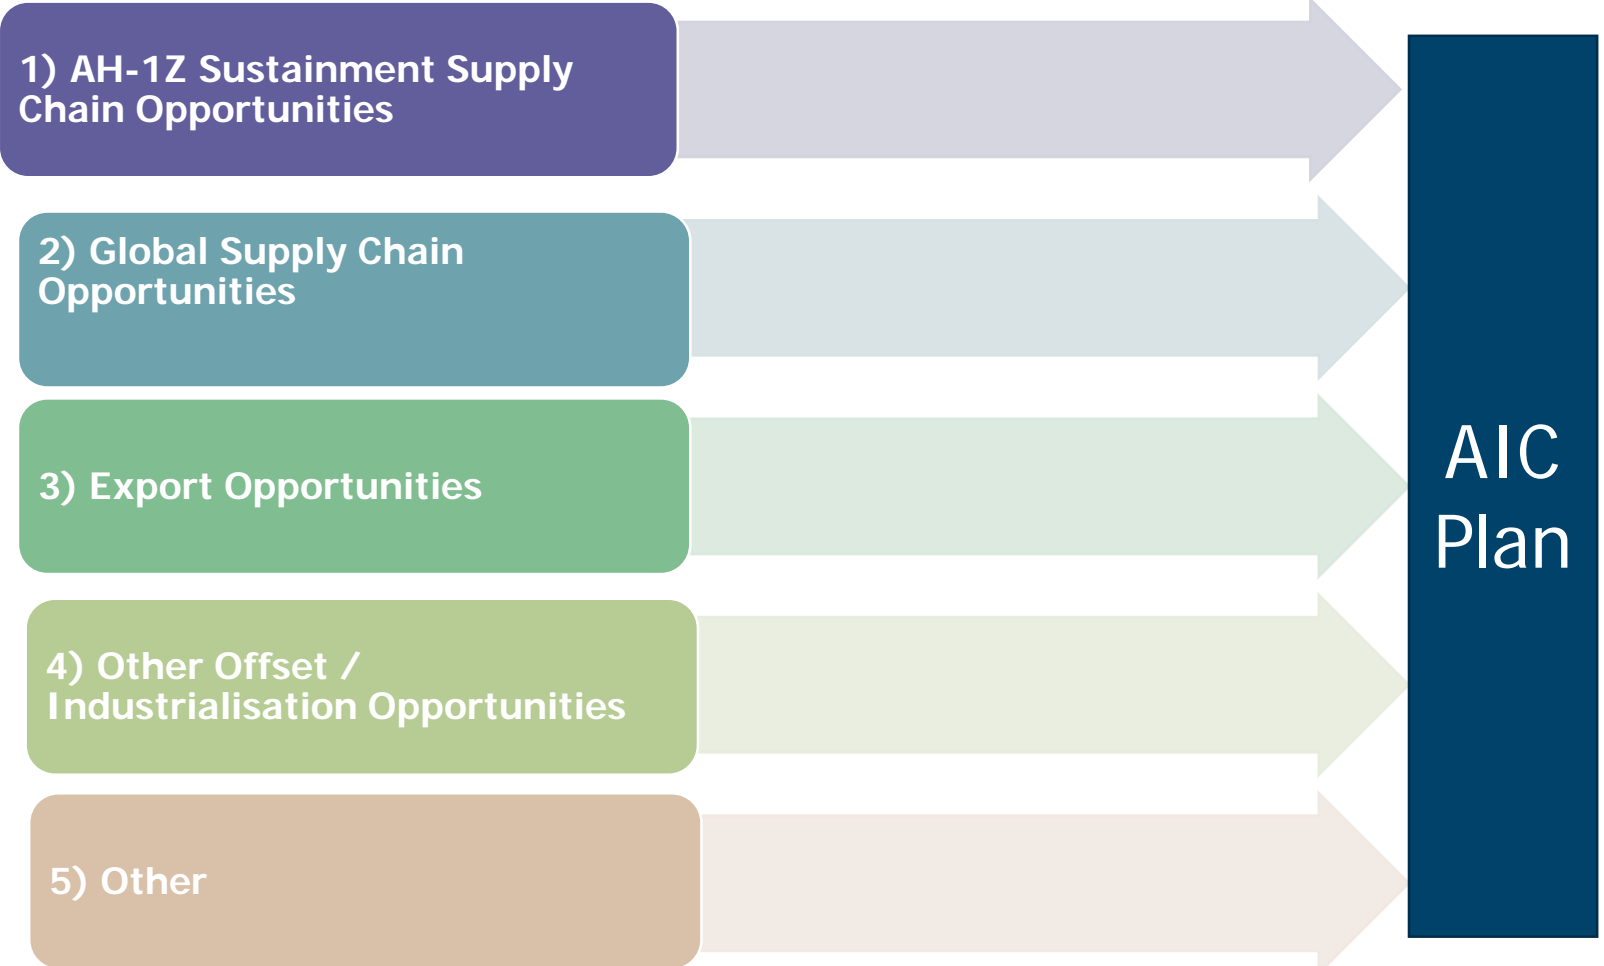 1) AH-1Z Sustainment Supply
Chain Opportunities
2) Global Supply Chain
Opportunities
3) Export Opportunities
4) Other Offset /
Industrialisation Opportunities
5) Other
AIC
Plan